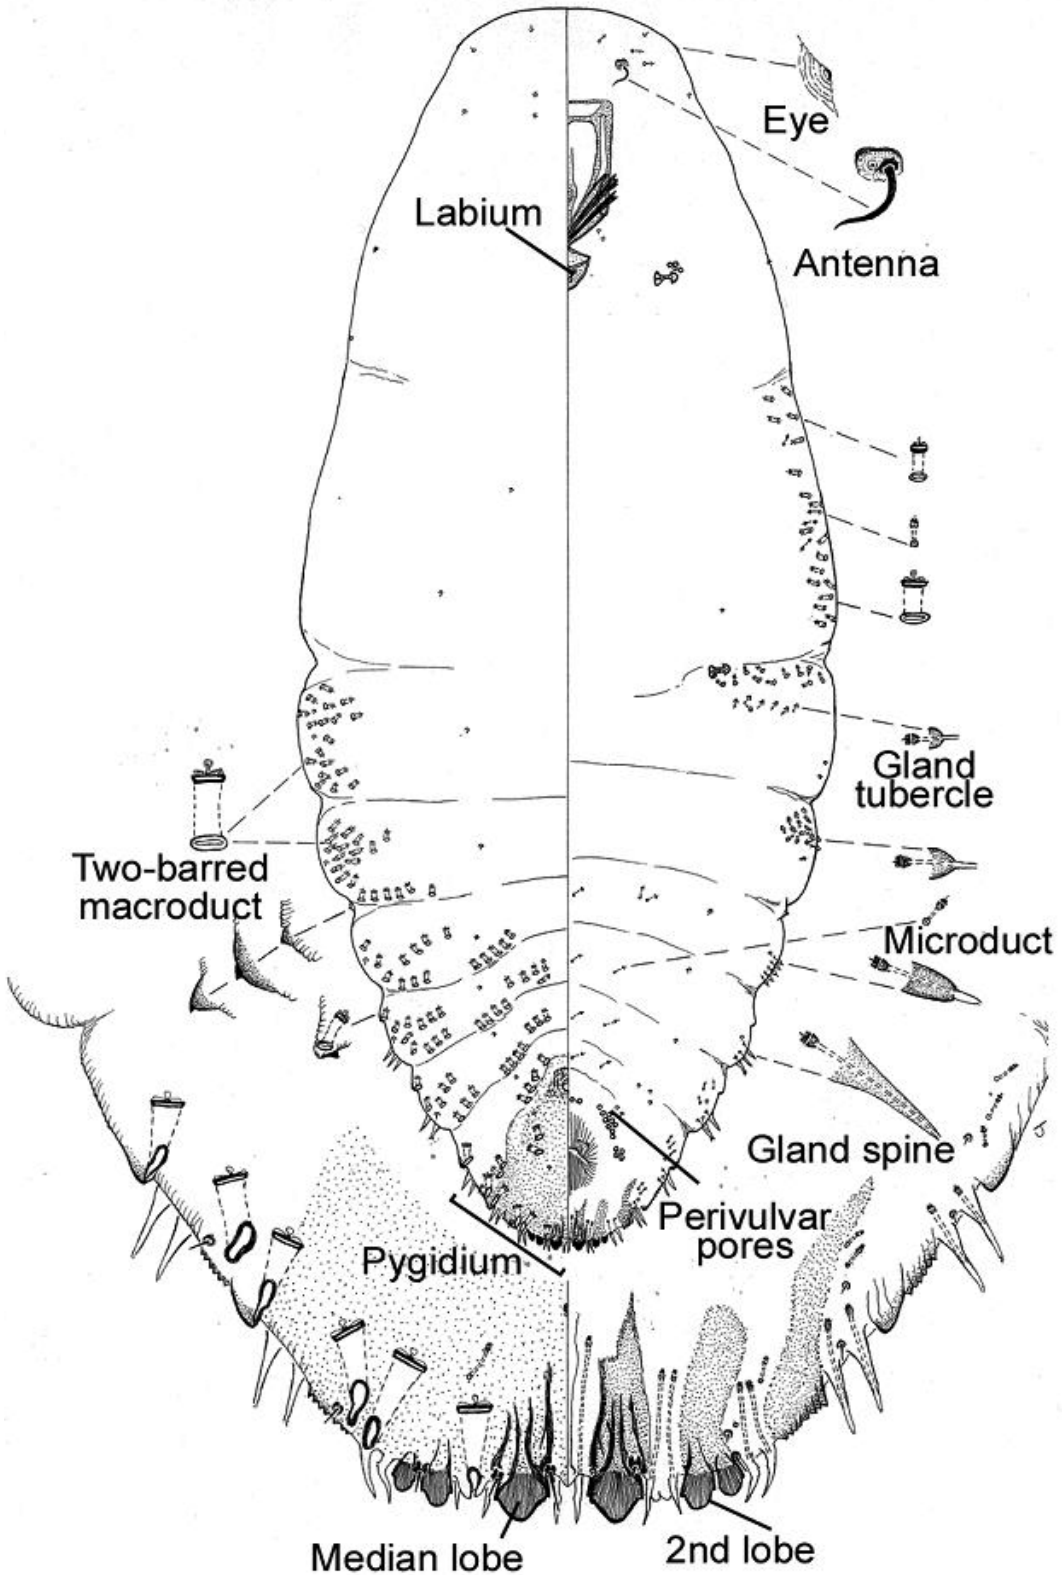 Eye
Labium
Antenna
Gland
tubercle
Two-barred
macroduct
Microduct
Gland spine
Perivulvar
pores
Pygidium
Median lobe
2nd lobe